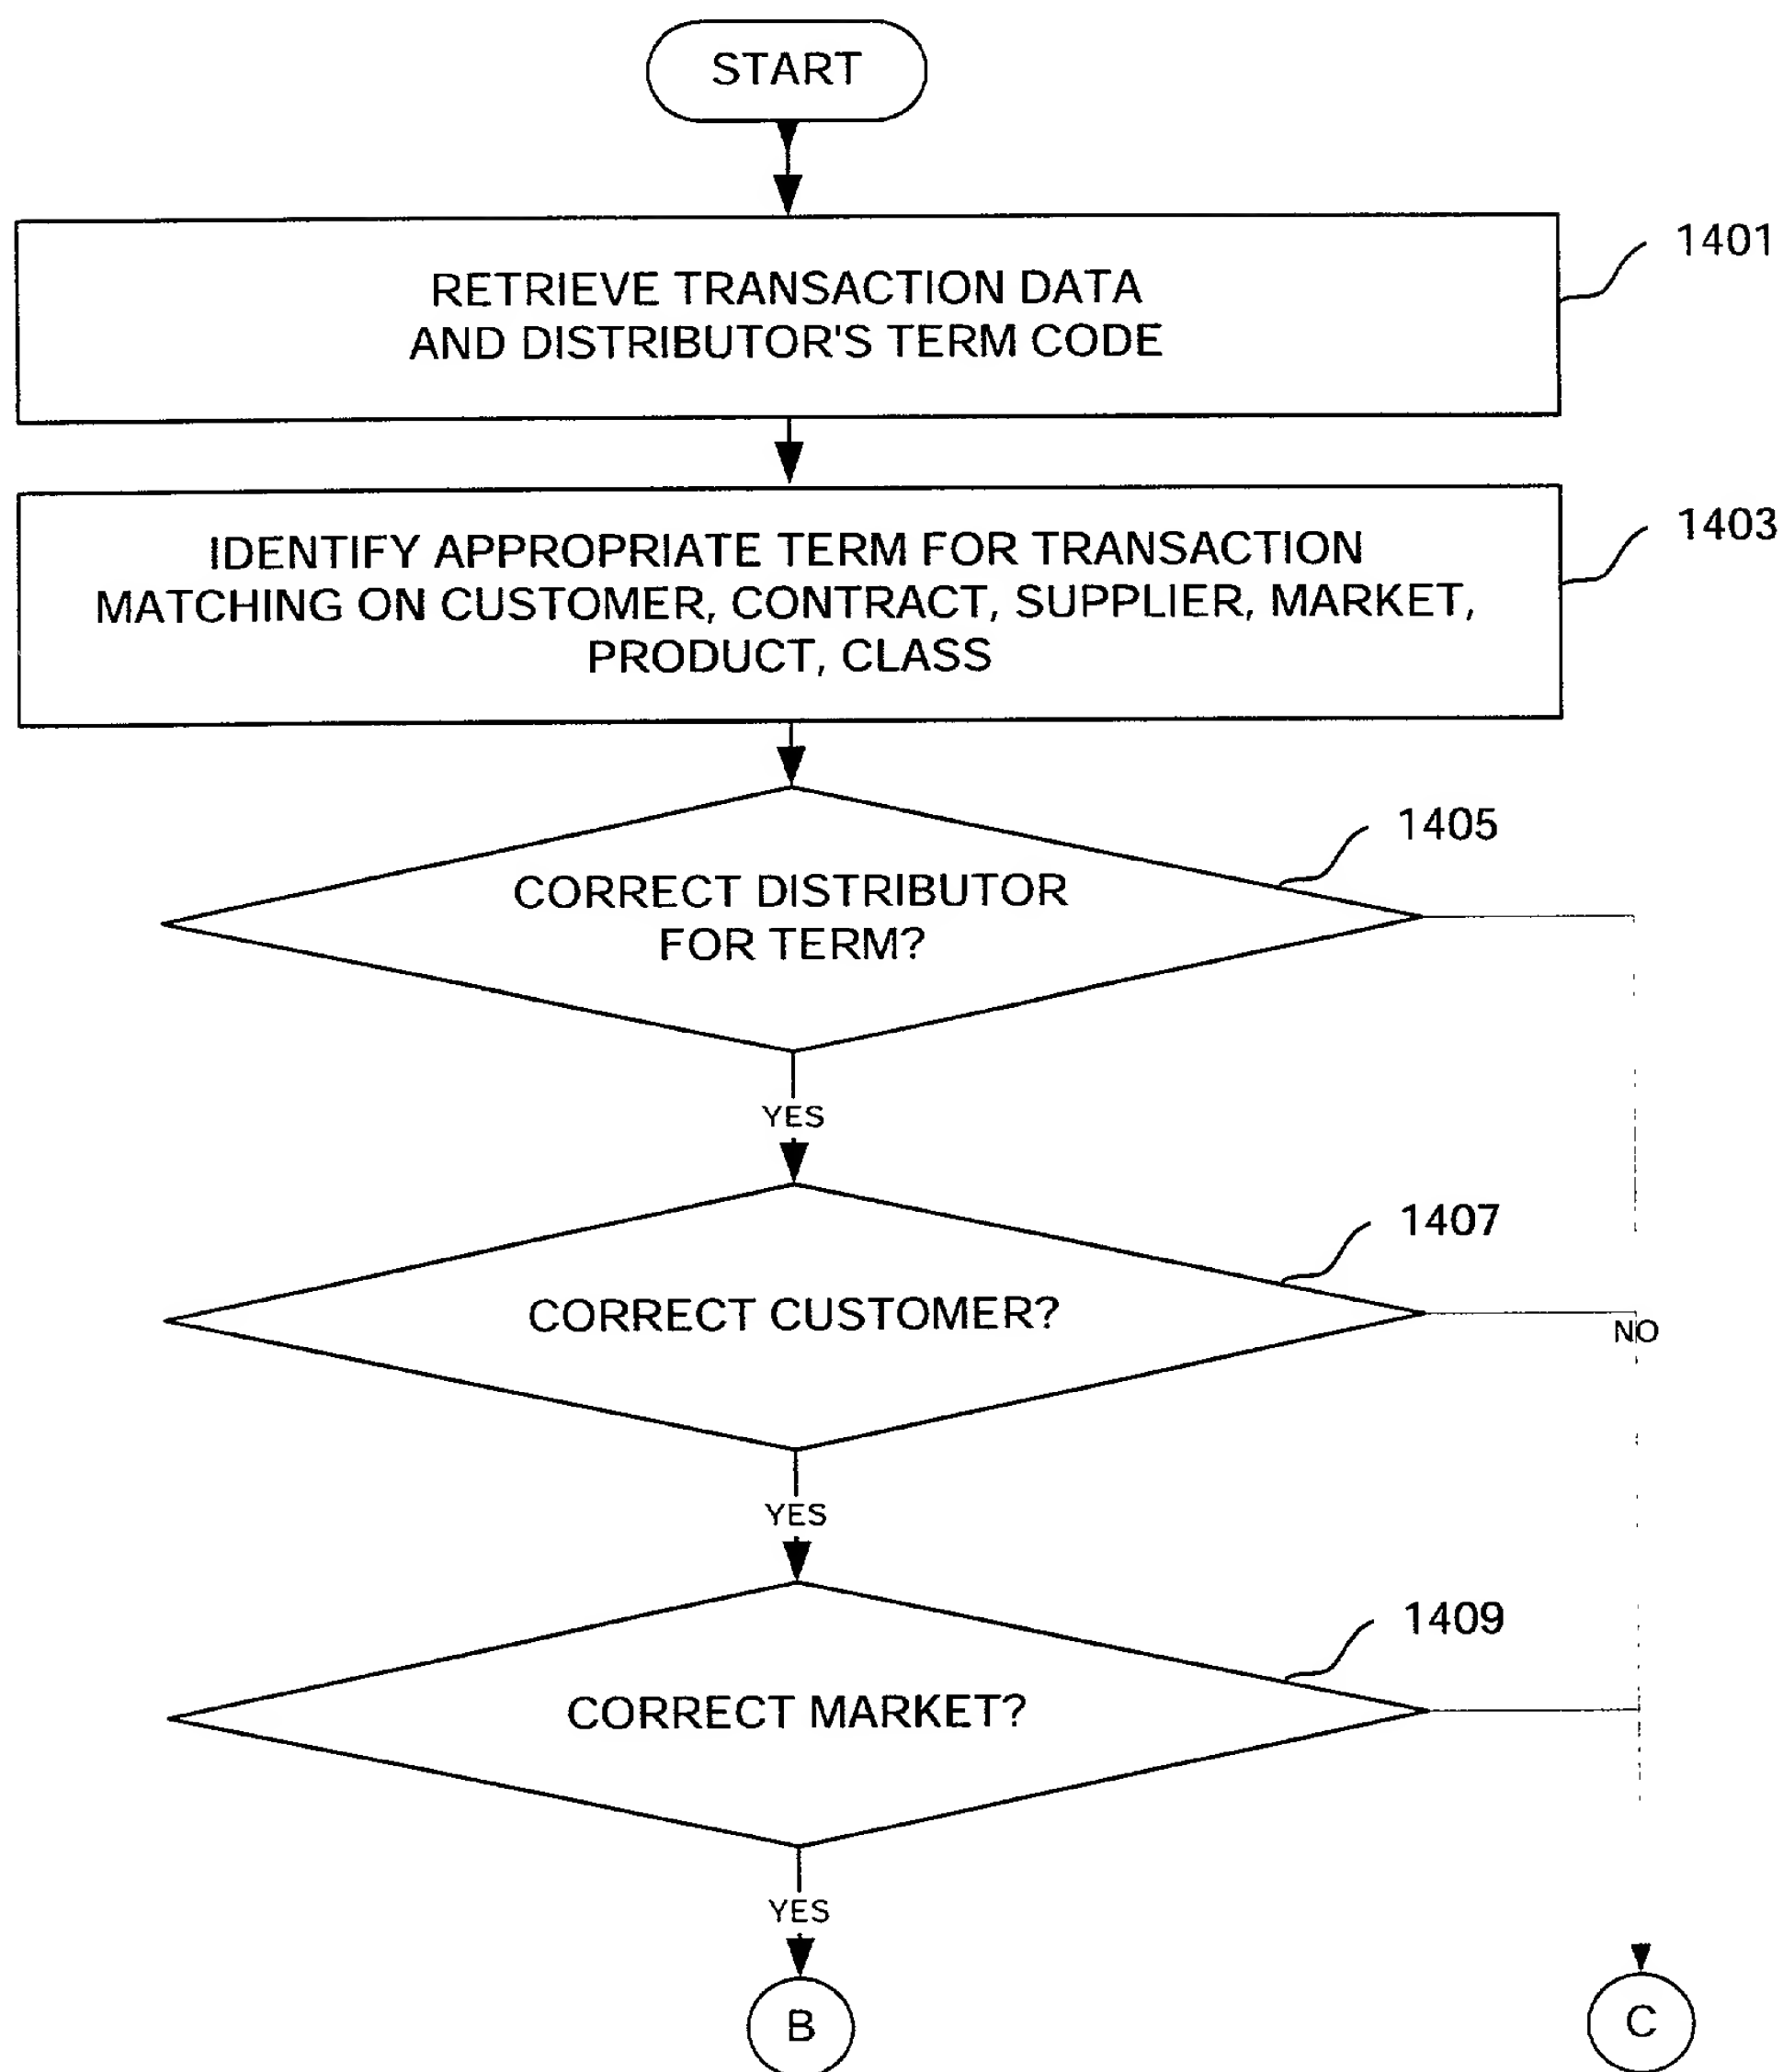 START
1401
RETRIEVE TRANSACTION DATA
AND DISTRIBUTOR'S TERM CODE
1403
IDENTIFY APPROPRIATE TERM FOR TRANSACTION
MATCHING ON CUSTOMER, CONTRACT, SUPPLIER, MARKET,
PRODUCT, CLASS
1405
CORRECT DISTRIBUTOR
FOR TERM?
YES
1407
CORRECT CUSTOMER?
NO
YES
1409
CORRECT MARKET?
YES
B
C